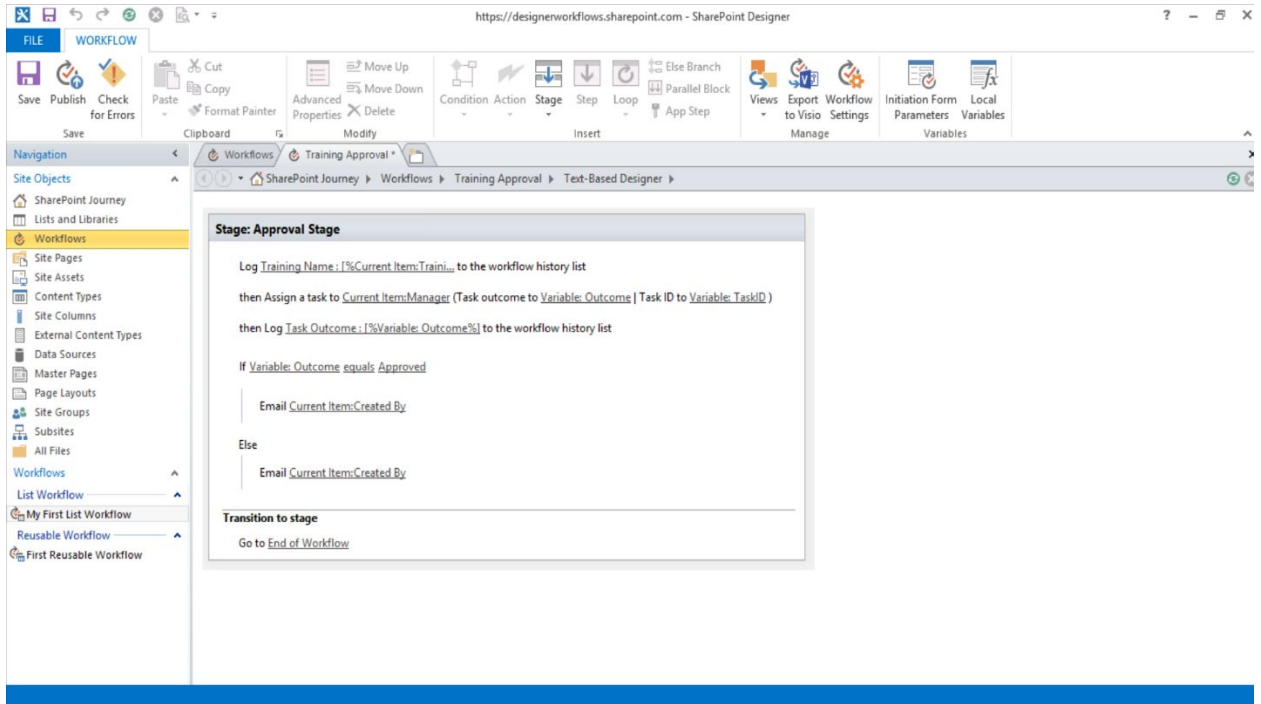 https://designerworkflows.sharepoint.com - SharePoint Designer
FILE WORKFLOW
Save Publish Check for Errors
Save
Paste Cut
Copy
Format Painter
Clipboard
Advanced Properties Move Up
Move Down
Delete
Modify
Condition Action Stage Step Loop Else Branch
Parallel Block
App Step
Insert
Views Export to Visio Workflow Settings
Manage
Initiation Form Parameters Local Variables
Variables
Navigation
Workflows Training Approval *
Site Objects
SharePoint Journey Workflows Training Approval Text-Based Designer
SharePoint Journey
Lists and Libraries
Workflows
Site Pages
Site Assets
Content Types
Site Columns
External Content Types
Data Sources
Master Pages
Page Layouts
Site Groups
Subsites
All Files
Workflows
List Workflow
My First List Workflow
Reusable Workflow
First Reusable Workflow
Stage: Approval Stage
Log Training Name : [%Current Item:Traini... to the workflow history list
then Assign a task to Current Item:Manager (Task outcome to Variable: Outcome | Task ID to Variable: TaskID )
then Log Task Outcome : [%Variable: Outcome%] to the workflow history list
If Variable: Outcome equals Approved
Email Current Item:Created By
Else
Email Current Item:Created By
Transition to stage
Go to End of Workflow